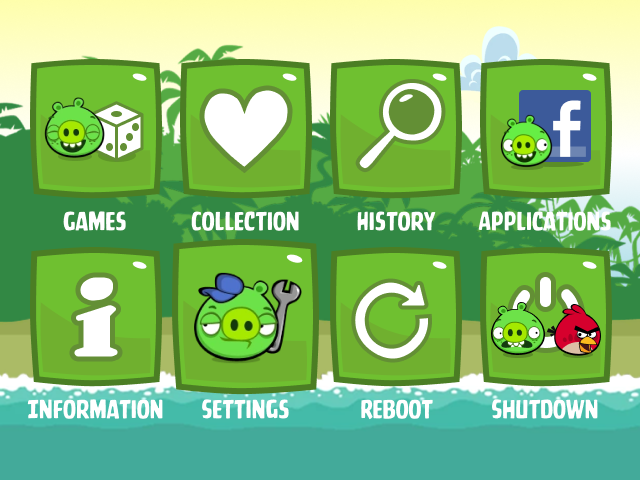 GAMES
COLLECTION
HISTORY
APPLICATIONS
f
INFORMATION
SETTINGS
REBOOT
SHUTDOWN